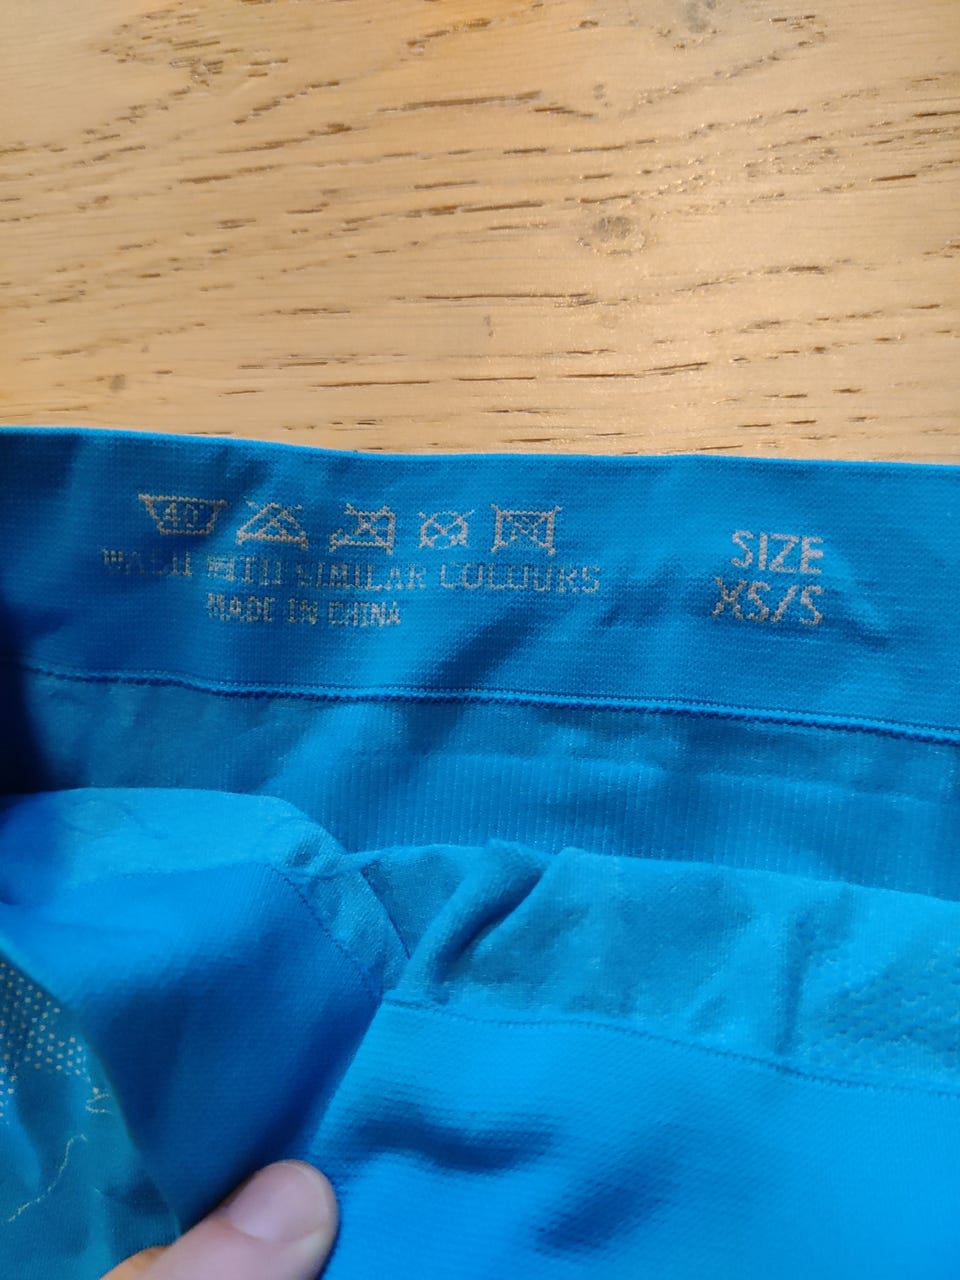 40
WASH WITH SIMILAR COLOURS
MADE IN CHINA
SIZE
XS/S